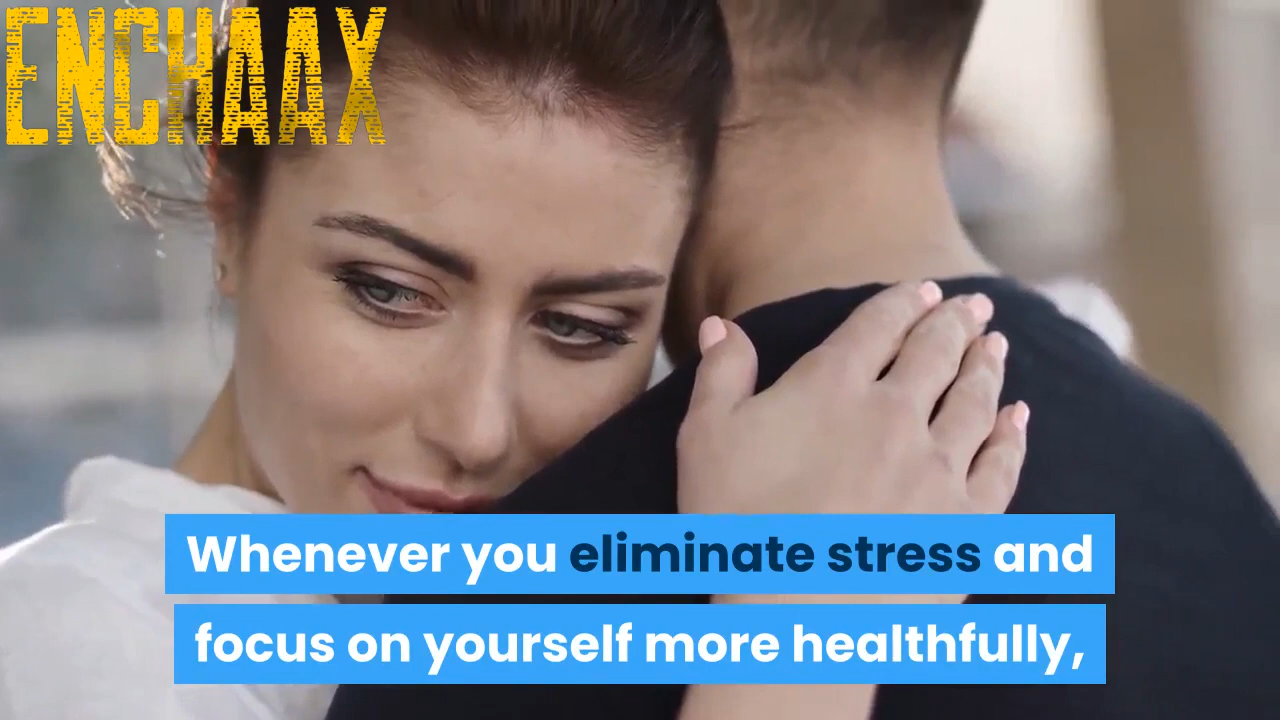 ENCHAAX
Whenever you eliminate stress and
focus on yourself more healthfully,